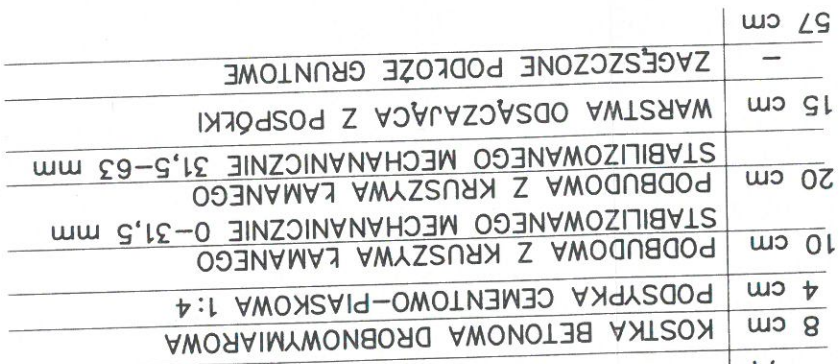 8 cm KOSTKA BETONOWA DROBNOWYMIAROWA
4 cm PODSYPKA CEMENTOWO-PIASKOWA 1:4
10 cm PODBUDOWA Z KRUSZYWA ŁAMANEGO
STABILIZOWANEGO MECHANANICZNIE 0-31,5 mm
20 cm PODBUDOWA Z KRUSZYWA ŁAMANEGO
STABILIZOWANEGO MECHANANICZNIE 31,5-63 mm
15 cm WARSTWA ODSĄCZAJĄCA Z POSPÓŁKI
- ZAGĘSZCZONE PODŁOŻE GRUNTOWE
57 cm